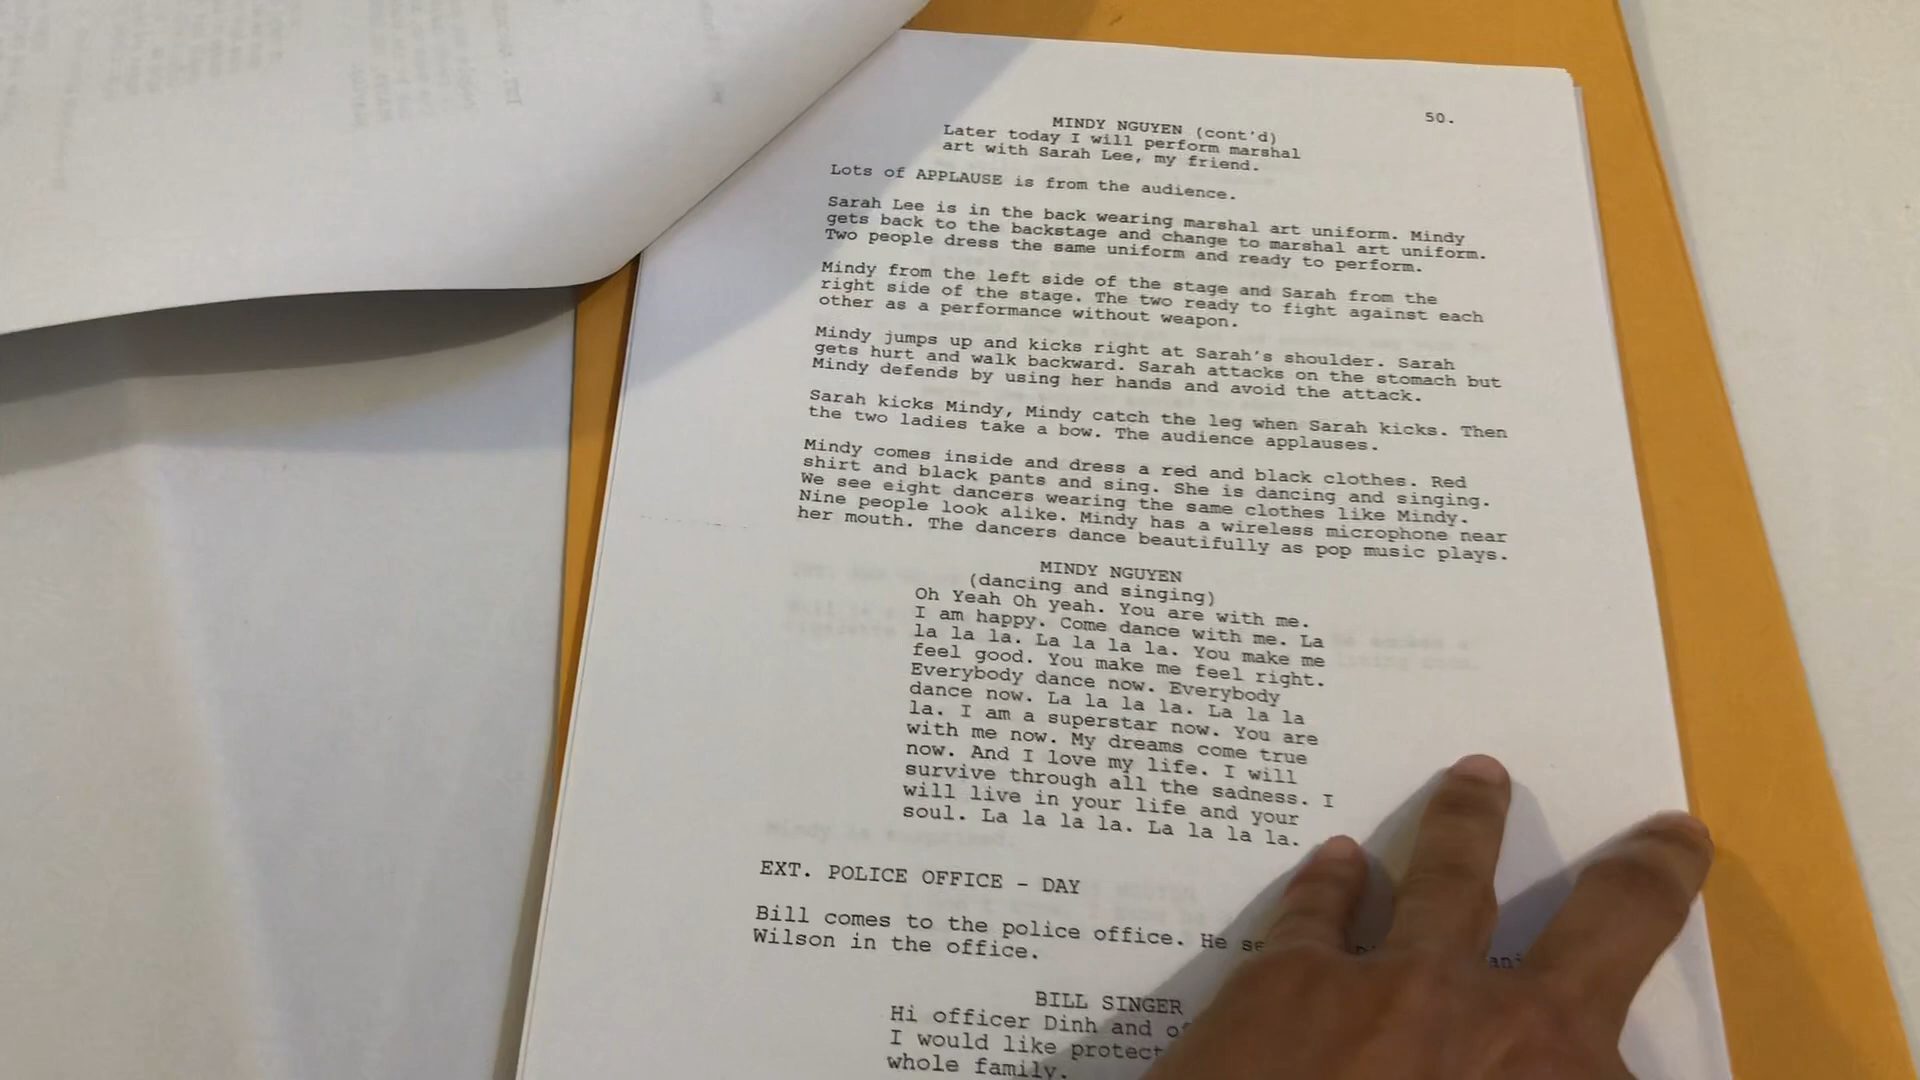 50.
MINDY NGUYEN (cont'd)
Later today I will perform marshal
art with Sarah Lee, my friend.
Lots of APPLAUSE is from the audience.
Sarah Lee is in the back wearing marshal art uniform. Mindy
gets back to the backstage and change to marshal art uniform.
Two people dress the same uniform and ready to perform.
Mindy from the left side of the stage and Sarah from the
right side of the stage. The two ready to fight against each
other as a performance without weapon.
Mindy jumps up and kicks right at Sarah's shoulder. Sarah
gets hurt and walk backward. Sarah attacks on the stomach but
Mindy defends by using her hands and avoid the attack.
Sarah kicks Mindy, Mindy catch the leg when Sarah kicks. Then
the two ladies take a bow. The audience applauses.
Mindy comes inside and dress a red and black clothes. Red
shirt and black pants and sing. She is dancing and singing.
We see eight dancers wearing the same clothes like Mindy.
Nine people look alike. Mindy has a wireless microphone near
her mouth. The dancers dance beautifully as pop music plays.
MINDY NGUYEN
(dancing and singing)
Oh Yeah Oh yeah. You are with me.
I am happy. Come dance with me. La
la la la. La la la la. You make me
feel good. You make me feel right.
Everybody dance now. Everybody
dance now. La la la la. La la la
la. I am a superstar now. You are
with me now. My dreams come true
now. And I love my life. I will
survive through all the sadness. I
will live in your life and your
soul. La la la la. La la la la.
EXT. POLICE OFFICE - DAY
Bill comes to the police office. He
Wilson in the office.
BILL SINGER
Hi officer Dinh and
I would like
whole family.